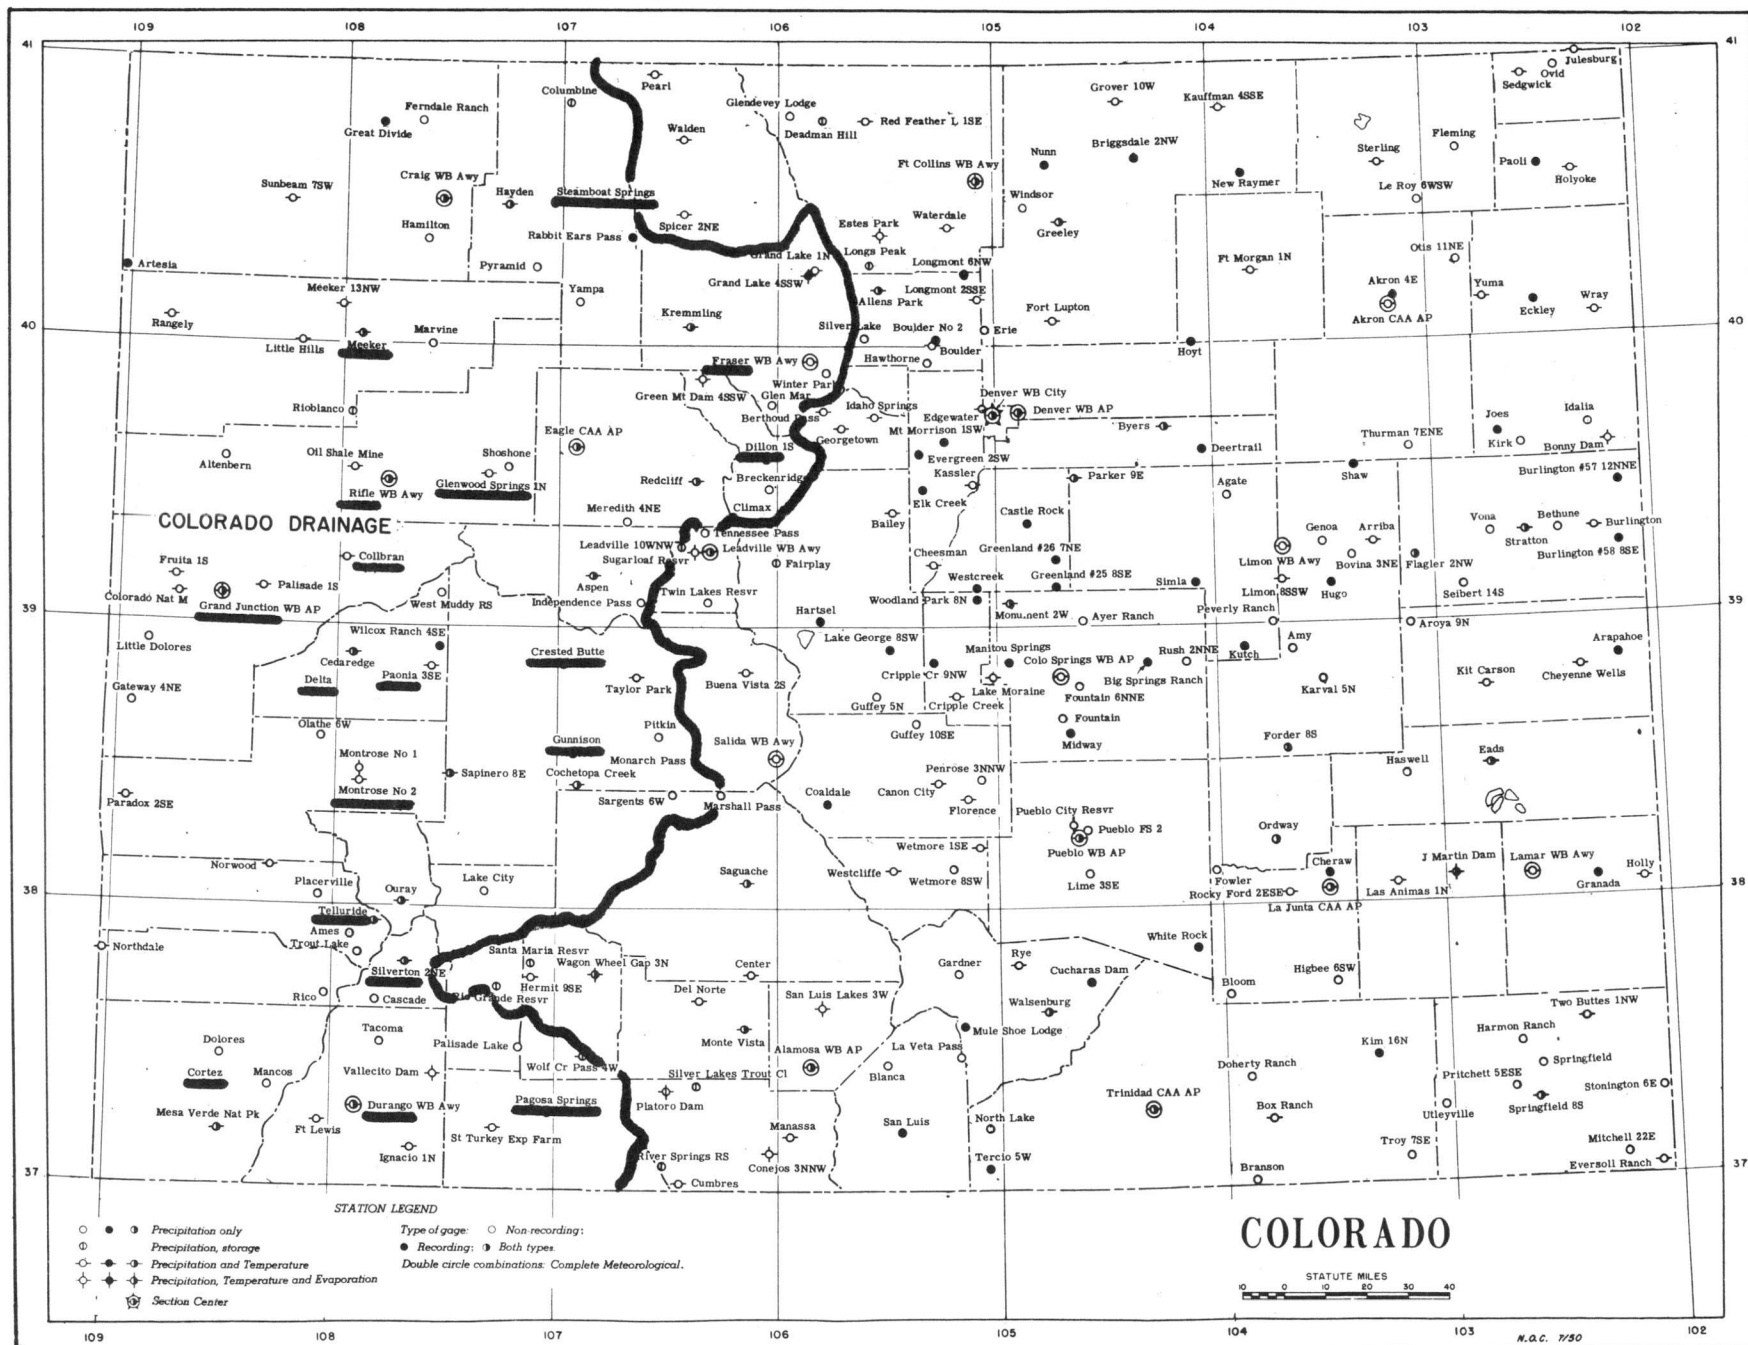 109 108 107 106 105 104 103 102
41 41
Julesburg
Ovid
Sedgwick
Pearl
Columbine
Glendevey Lodge
Deadman Hill
Red Feather L 1SE
Grover 10W
Kauffman 4SSE
Ferndale Ranch
Great Divide
Walden
Fleming
Sterling
Paoli
Holyoke
Nunn
Briggsdale 2NW
New Raymer
Le Roy 6WSW
Ft Collins WB Awy
Windsor
Craig WB Awy
Hayden
Steamboat Springs
Sunbeam 7SW
Hamilton
Spicer 2NE
Rabbit Ears Pass
Estes Park
Waterdale
Greeley
Longs Peak
Longmont 6NW
Grand Lake 1N
Grand Lake 4SSW
Otis 11NE
Ft Morgan 1N
Akron 4E
Akron CAA AP
Yuma
Eckley
Wray
Artesia
Pyramid
Meeker 13NW
Yampa
Longmont 2SSE
Allens Park
Fort Lupton
Rangely
Kremmling
40 40
Little Hills
Meeker
Marvine
Silver Lake
Boulder No 2
Boulder
Erie
Hawthorne
Hoyt
Fraser WB Awy
Winter Park
Green Mt Dam 4SSW
Glen Mar
Berthoud Pass
Idaho Springs
Georgetown
Denver WB City
Edgewater
Denver WB AP
Rioblanco
Mt Morrison 1SW
Byers
Deertrail
Joes
Idalia
Kirk
Bonny Dam
Thurman 7ENE
Eagle CAA AP
Altenbern
Oil Shale Mine
Shoshone
Dillon 1S
Evergreen 2SW
Kassler
Parker 9E
Shaw
Burlington #57 12NNE
Rifle WB Awy
Glenwood Springs 1N
Redcliff
Breckenridge
Elk Creek
Agate
COLORADO DRAINAGE
Meredith 4NE
Climax
Bailey
Castle Rock
Genoa
Arriba
Vona
Bethune
Burlington
Stratton
Burlington #58 8SE
Tennessee Pass
Leadville 10WNW
Leadville WB Awy
Sugarloaf Resvr
Fairplay
Cheesman
Greenland #26 7NE
Limon WB Awy
Bovina 3NE
Flagler 2NW
Fruita 1S
Collbran
Palisade 1S
Colorado Nat M
Grand Junction WB AP
West Muddy RS
Aspen
Independence Pass
Twin Lakes Resvr
Westcreek
Greenland #25 8SE
Simla
Limon 8SSW
Hugo
Seibert 14S
39 39
Hartsel
Woodland Park 8N
Monument 2W
Ayer Ranch
Peverly Ranch
Aroya 9N
Little Dolores
Wilcox Ranch 4SE
Cedaredge
Crested Butte
Lake George 8SW
Manitou Springs
Colo Springs WB AP
Rush 2NNE
Kutch
Amy
Arapahoe
Cheyenne Wells
Kit Carson
Gateway 4NE
Delta
Paonia 3SE
Taylor Park
Buena Vista 2S
Cripple Cr 9NW
Lake Moraine
Big Springs Ranch
Karval 5N
Guffey 5N
Cripple Creek
Fountain 6NNE
Olathe 6W
Pitkin
Guffey 10SE
Fountain
Midway
Gunnison
Monarch Pass
Salida WB Awy
Forder 8S
Eads
Montrose No 1
Sapinero 8E
Cochetopa Creek
Penrose 3NNW
Canon City
Haswell
Paradox 2SE
Montrose No 2
Sargents 6W
Marshall Pass
Coaldale
Florence
Pueblo City Resvr
Pueblo FS 2
Pueblo WB AP
Ordway
Norwood
Wetmore 1SE
Cheraw
J Martin Dam
Lamar WB Awy
Holly
Placerville
Ouray
Lake City
Saguache
Westcliffe
Wetmore 8SW
Lime 3SE
Fowler
Rocky Ford 2ESE
La Junta CAA AP
Las Animas 1N
Granada
38 38
Telluride
Ames
Trout Lake
Northdale
Santa Maria Resvr
Wagon Wheel Gap 3N
Center
Gardner
Rye
Cucharas Dam
White Rock
Silverton 2NE
Hermit 9SE
Rio Grande Resvr
Rico
Cascade
Del Norte
San Luis Lakes 3W
Walsenburg
Bloom
Higbee 6SW
Two Buttes 1NW
Tacoma
Palisade Lake
Monte Vista
Mule Shoe Lodge
Harmon Ranch
Dolores
Wolf Cr Pass 4W
Alamosa WB AP
La Veta Pass
Kim 16N
Springfield
Cortez
Mancos
Vallecito Dam
Silver Lakes Trout Cl
Blanca
Doherty Ranch
Pritchett 5ESE
Stonington 6E
Mesa Verde Nat Pk
Durango WB Awy
Pagosa Springs
Platoro Dam
Trinidad CAA AP
Box Ranch
Utleyville
Springfield 8S
Ft Lewis
St Turkey Exp Farm
Manassa
San Luis
North Lake
Ignacio 1N
Conejos 3NNW
Troy 7SE
Mitchell 22E
37 37
River Springs RS
Tercio 5W
Branson
Eversoll Ranch
Cumbres
STATION LEGEND
Precipitation only
Precipitation, storage
Precipitation and Temperature
Precipitation, Temperature and Evaporation
Section Center
Type of gage: Non-recording;
Recording; Both types.
Double circle combinations: Complete Meteorological.
COLORADO
STATUTE MILES
10 0 10 20 30 40
109 108 107 106 105 104 103 102
N.O.C. 7/50